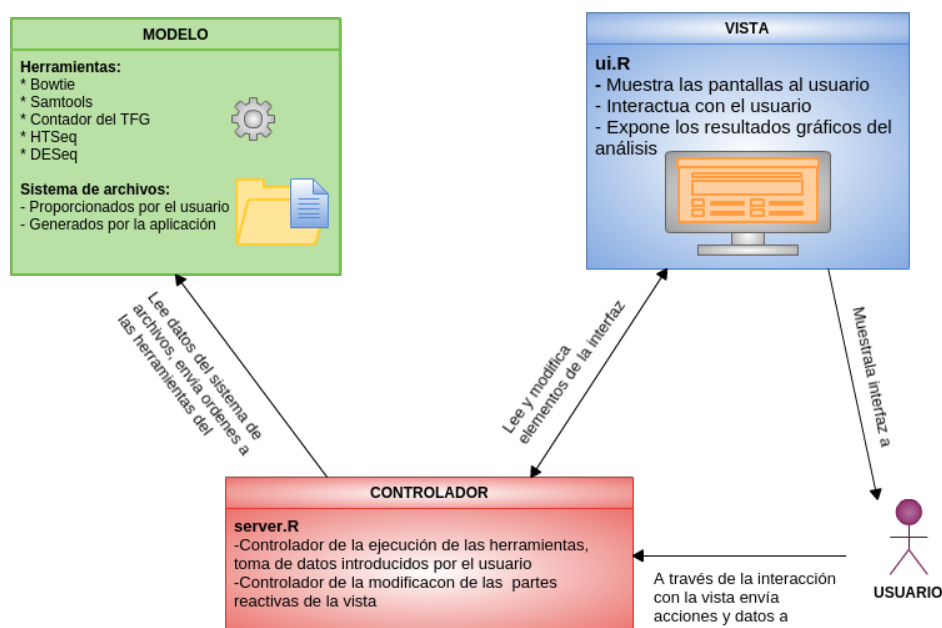 MODELO
Herramientas:
* Bowtie
* Samtools
* Contador del TFG
* HTSeq
* DESeq
Sistema de archivos:
- Proporcionados por el usuario
- Generados por la aplicación
VISTA
ui.R
- Muestra las pantallas al usuario
- Interactua con el usuario
- Expone los resultados gráficos del
análisis
Lee datos del sistema de
archivos, envia ordenes a
las herramientas del
Lee y modifica
elementos de la interfaz
Muestrala interfaz a
CONTROLADOR
server.R
-Controlador de la ejecución de las herramientas,
toma de datos introducidos por el usuario
-Controlador de la modificacon de las partes
reactivas de la vista
A través de la interacción
con la vista envía
acciones y datos a
USUARIO